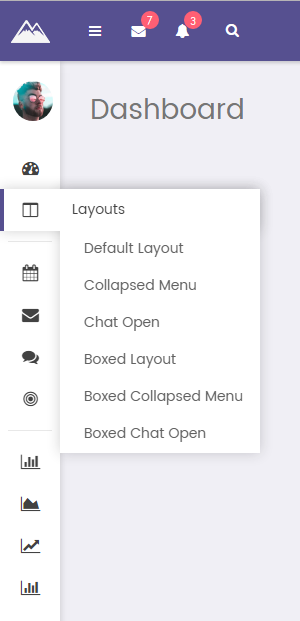 7
3
Dashboard
Layouts
Default Layout
Collapsed Menu
Chat Open
Boxed Layout
Boxed Collapsed Menu
Boxed Chat Open